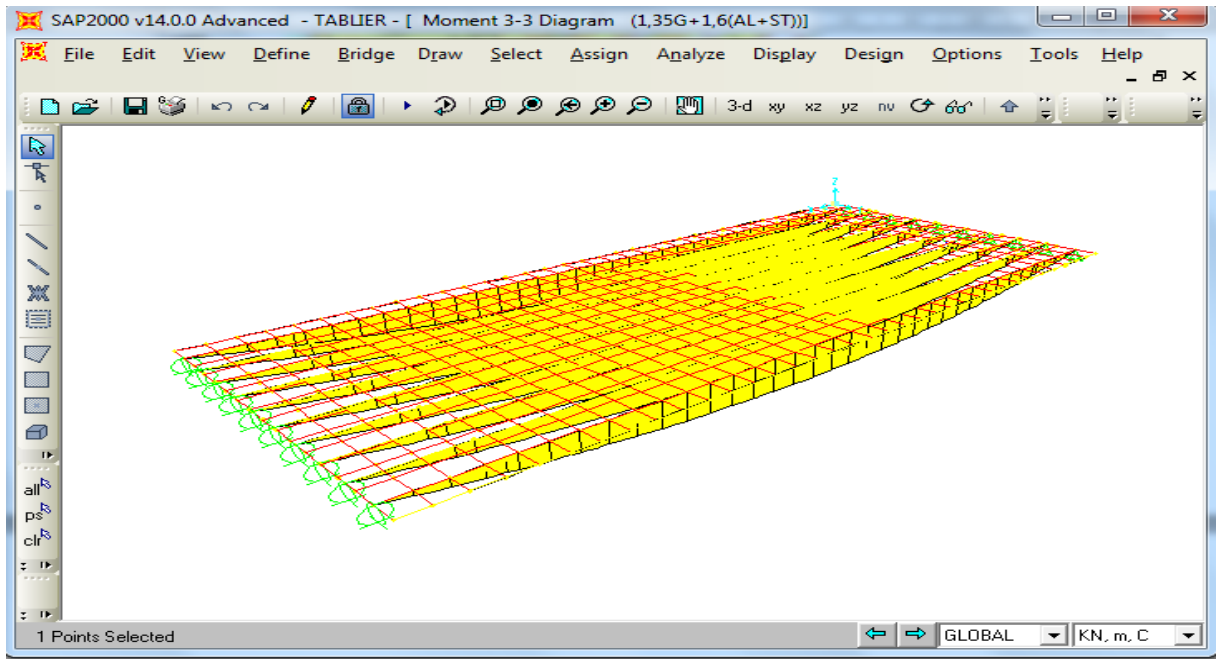 SAP2000 v14.0.0 Advanced - TABLIER - [ Moment 3-3 Diagram (1,35G+1,6(AL+ST))]
File Edit View Define Bridge Draw Select Assign Analyze Display Design Options Tools Help
3-d xy xz yz nv
Z
all
ps
clr
1 Points Selected GLOBAL KN, m, C